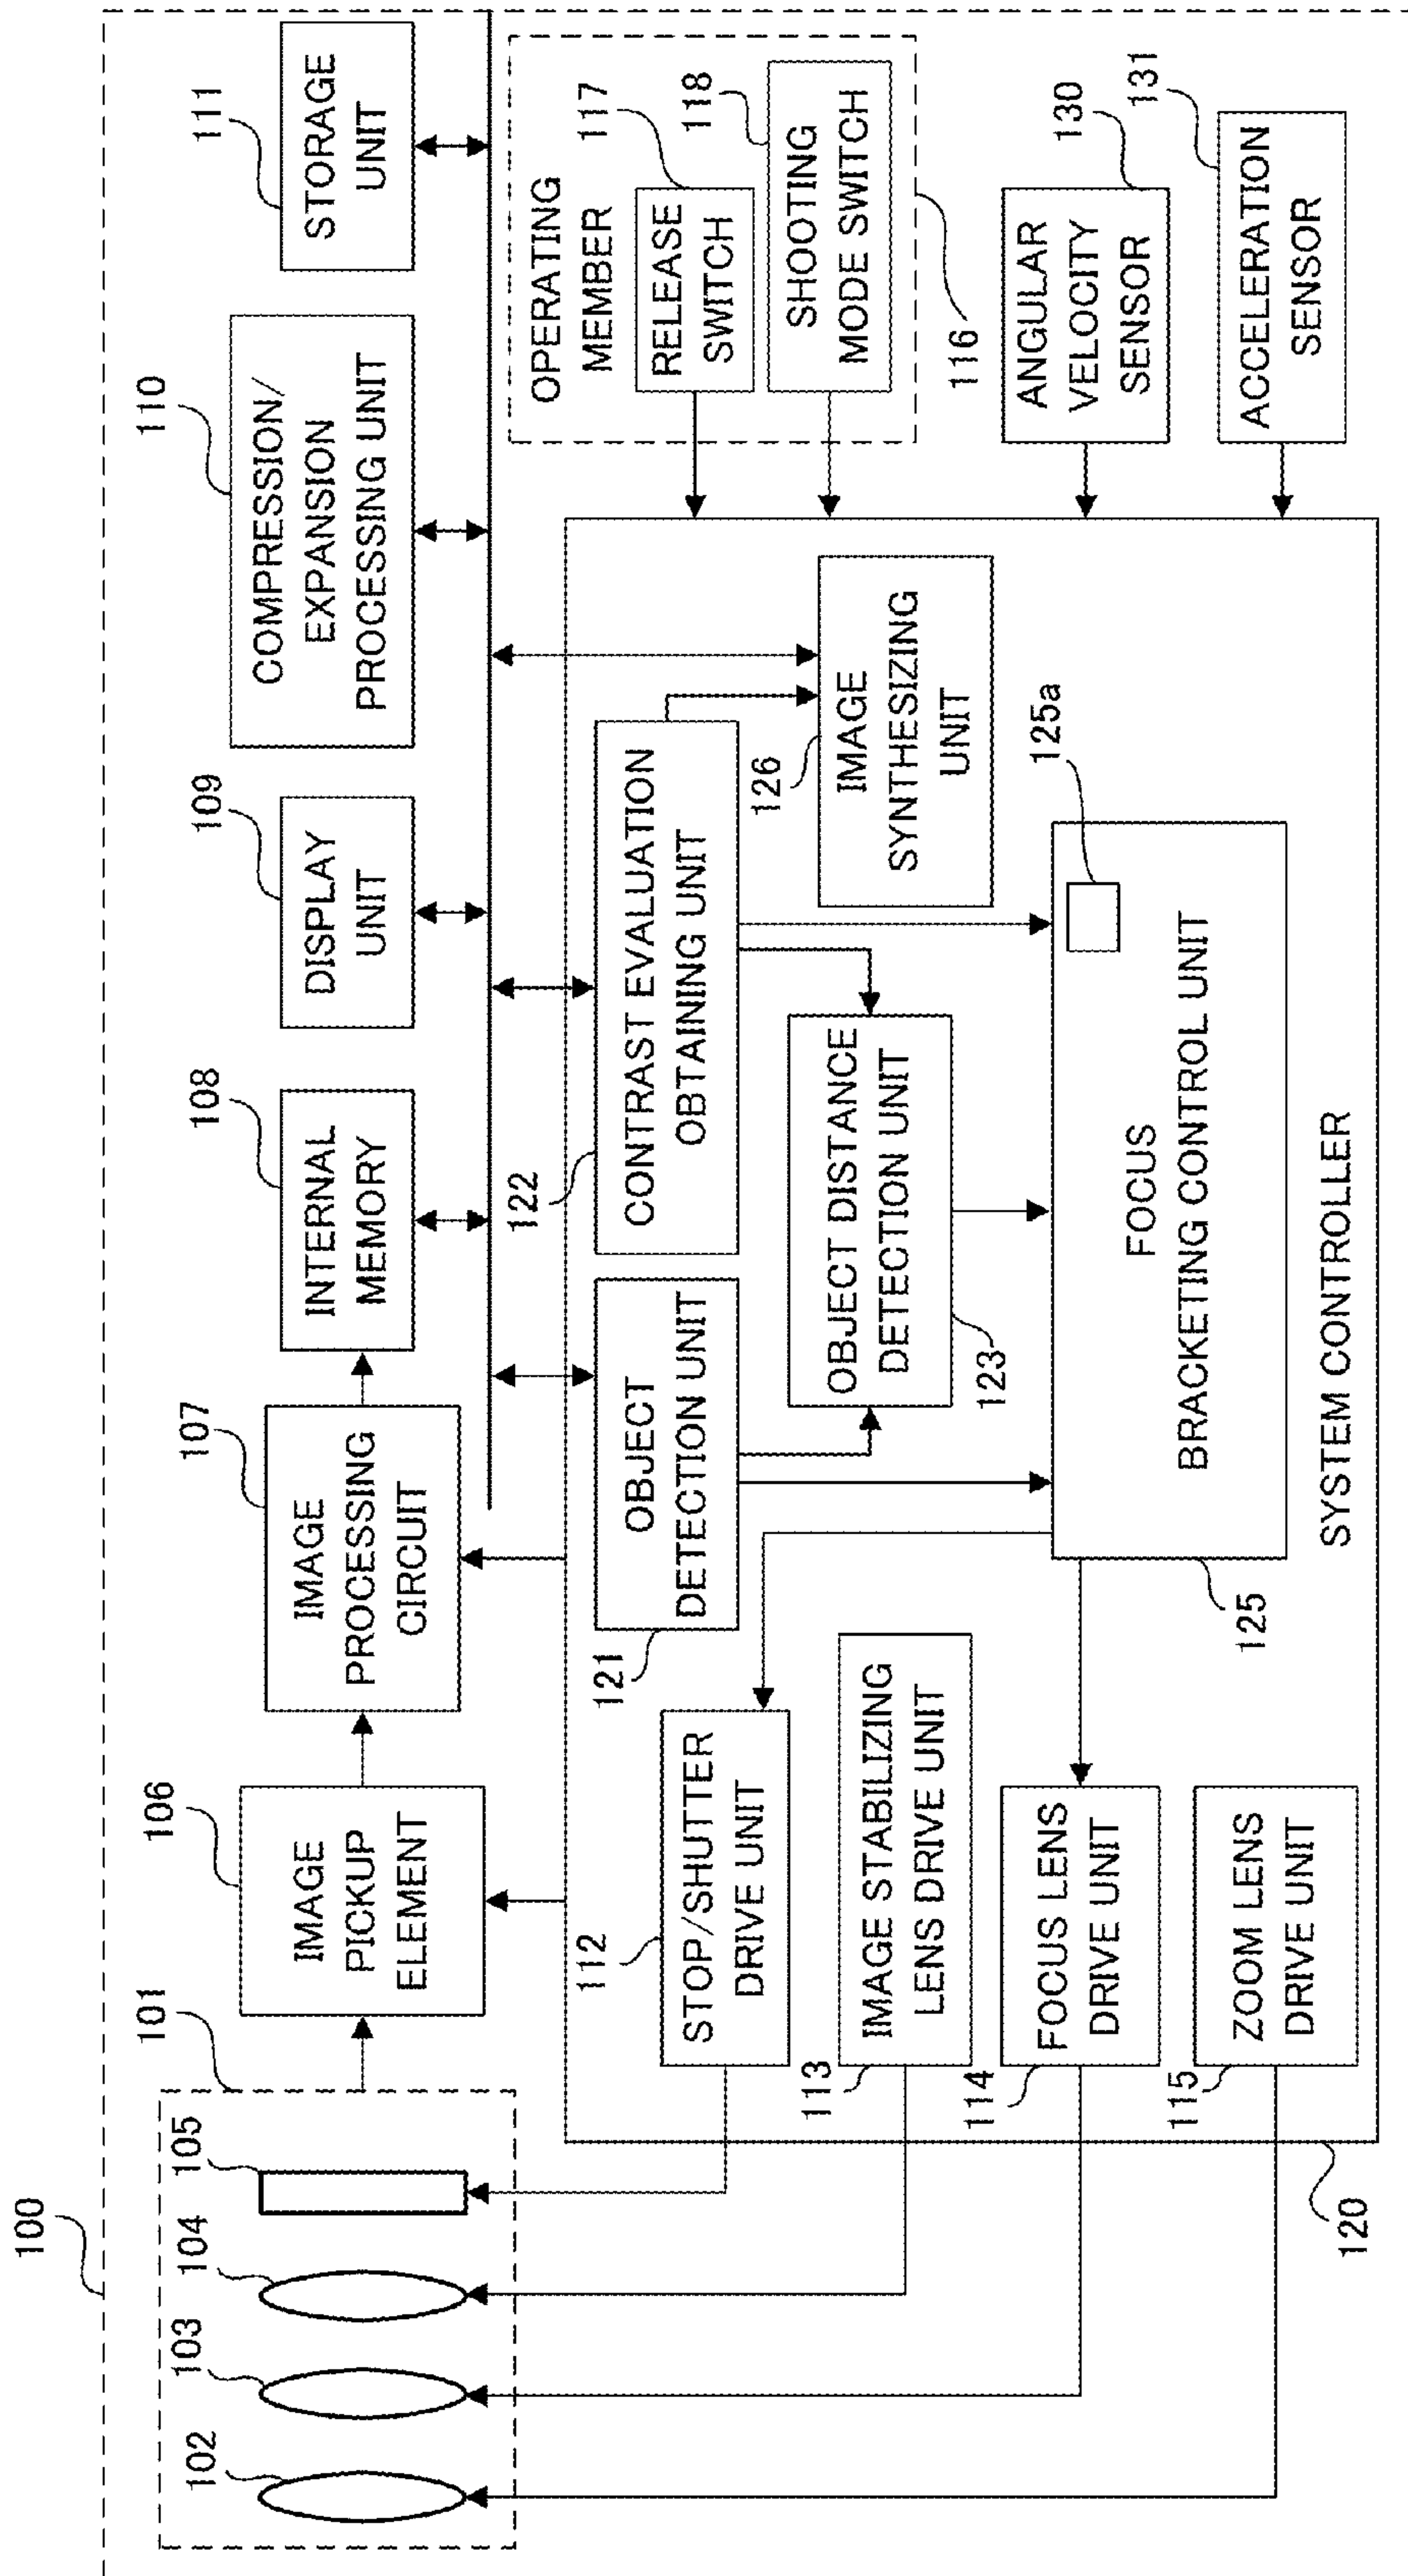 100
101
102
103
104
105
106
IMAGE
PICKUP
ELEMENT
107
IMAGE
PROCESSING
CIRCUIT
108
INTERNAL
MEMORY
109
DISPLAY
UNIT
110
COMPRESSION/
EXPANSION
PROCESSING UNIT
111
STORAGE
UNIT
121
OBJECT
DETECTION UNIT
122
CONTRAST EVALUATION
OBTAINING UNIT
OPERATING
MEMBER
RELEASE
SWITCH
117
SHOOTING
MODE SWITCH
118
116
112
STOP/SHUTTER
DRIVE UNIT
OBJECT DISTANCE
DETECTION UNIT
123
126
IMAGE
SYNTHESIZING
UNIT
113
IMAGE STABILIZING
LENS DRIVE UNIT
ANGULAR
VELOCITY
SENSOR
130
114
FOCUS LENS
DRIVE UNIT
125a
FOCUS
BRACKETING CONTROL UNIT
125
ACCELERATION
SENSOR
131
115
ZOOM LENS
DRIVE UNIT
SYSTEM CONTROLLER
120